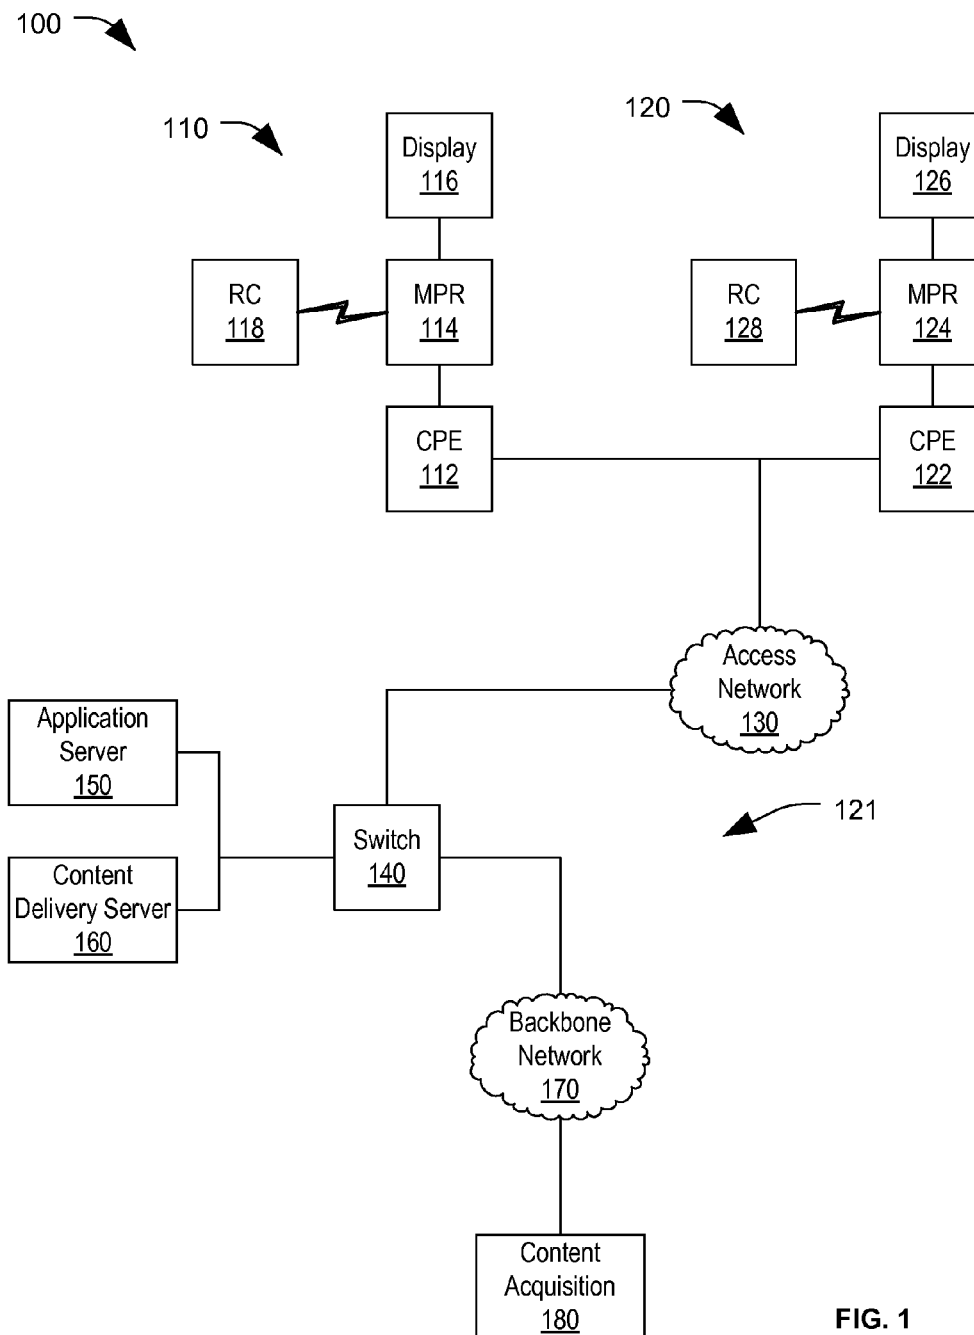 100
110
120
Display
116
Display
126
RC
118
MPR
114
RC
128
MPR
124
CPE
112
CPE
122
Access
Network
130
Application
Server
150
121
Switch
140
Content
Delivery Server
160
Backbone
Network
170
Content
Acquisition
180
FIG. 1